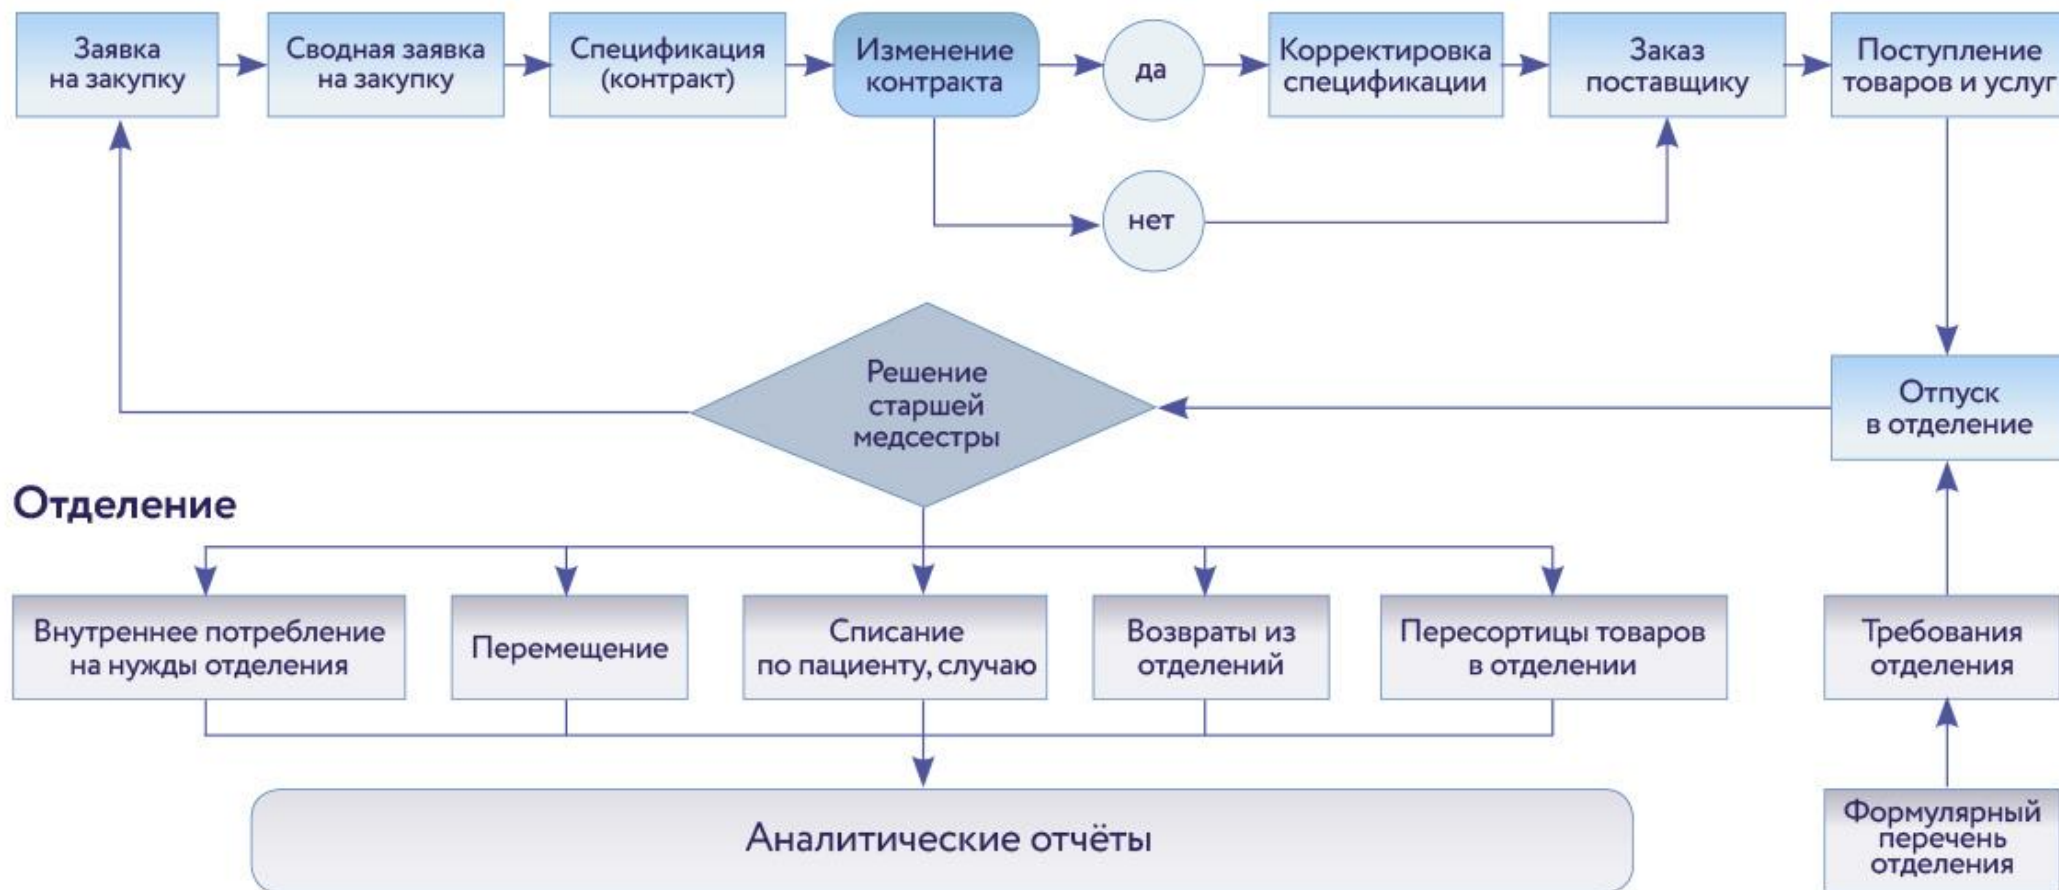 Заявка
на закупку
Сводная заявка
на закупку
Спецификация
(контракт)
Изменение
контракта
да
Корректировка
спецификации
Заказ
поставщику
Поступление
товаров и услуг
нет
Решение
старшей
медсестры
Отпуск
в отделение
Отделение
Внутреннее потребление
на нужды отделения
Перемещение
Списание
по пациенту, случаю
Возвраты из
отделений
Пересортицы товаров
в отделении
Требования
отделения
Аналитические отчёты
Формулярный
перечень
отделения